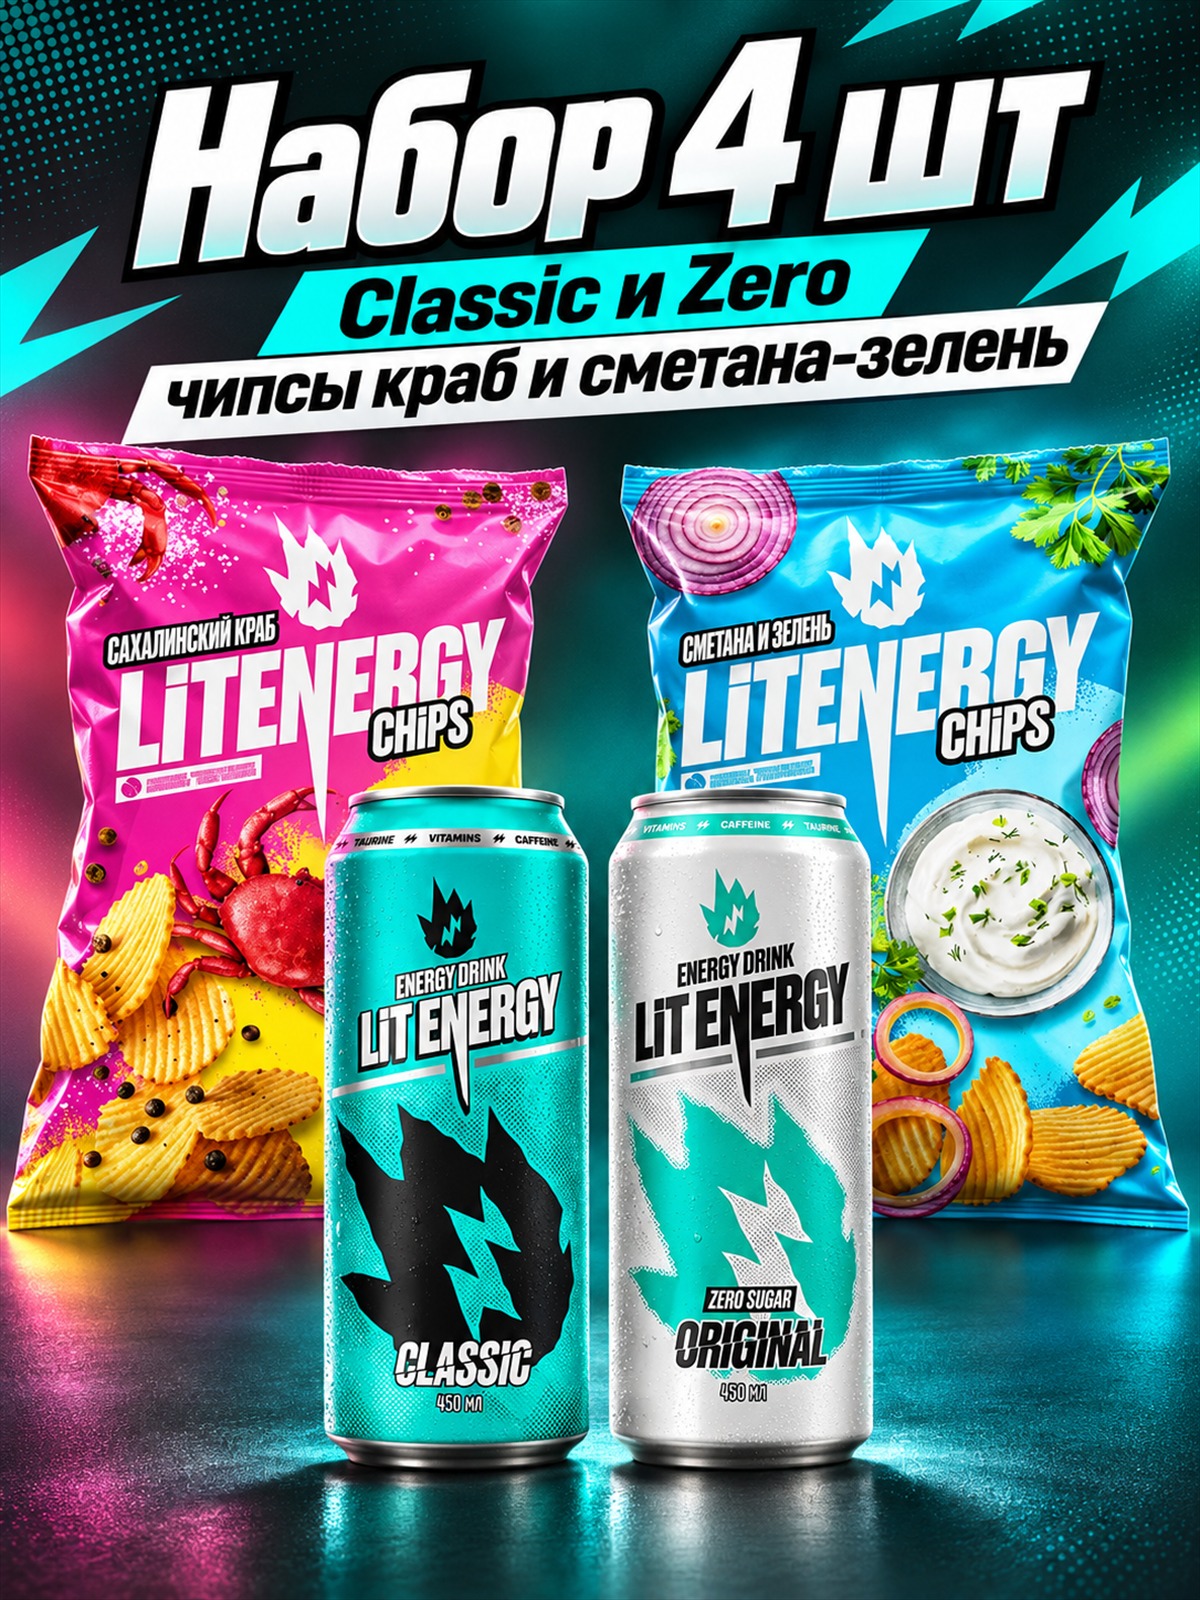 Набор 4 шт
Classic и Zero
чипсы краб и сметана-зелень
САХАЛИНСКИЙ КРАБ
LiTENERGY
CHiPS
СМЕТАНА И ЗЕЛЕНЬ
LiTENERGY
CHiPS
TAURINE VITAMINS CAFFEINE
ENERGY DRINK
LiT ENERGY
CLASSIC
450 МЛ
VITAMINS CAFFEINE TAURINE
ENERGY DRINK
LiT ENERGY
ZERO SUGAR
ORIGINAL
450 МЛ